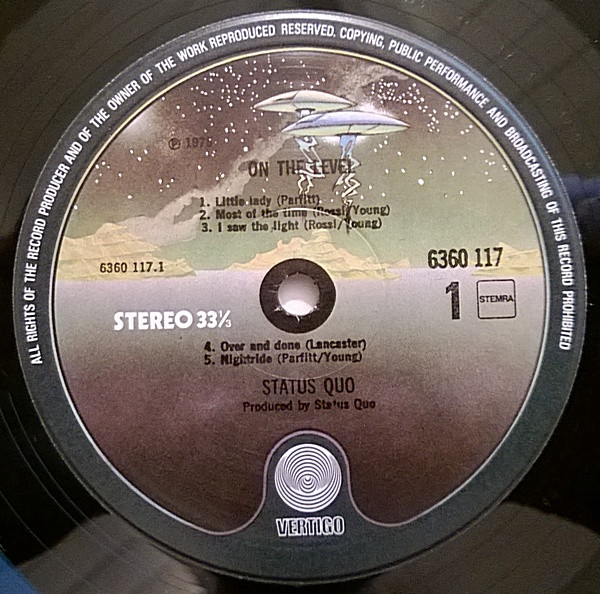 ALL RIGHTS OF THE RECORD PRODUCER AND OF THE OWNER OF THE WORK REPRODUCED RESERVED. COPYING, PUBLIC PERFORMANCE AND BROADCASTING OF THIS RECORD PROHIBITED
℗ 1975
ON THE LEVEL
1. Little lady (Parfitt)
2. Most of the time (Rossi/Young)
3. I saw the light (Rossi/Young)
6360 117.1
6360 117
1
STEMRA
STEREO 33⅓
4. Over and done (Lancaster)
5. Nightride (Parfitt/Young)
STATUS QUO
Produced by Status Quo
VERTIGO